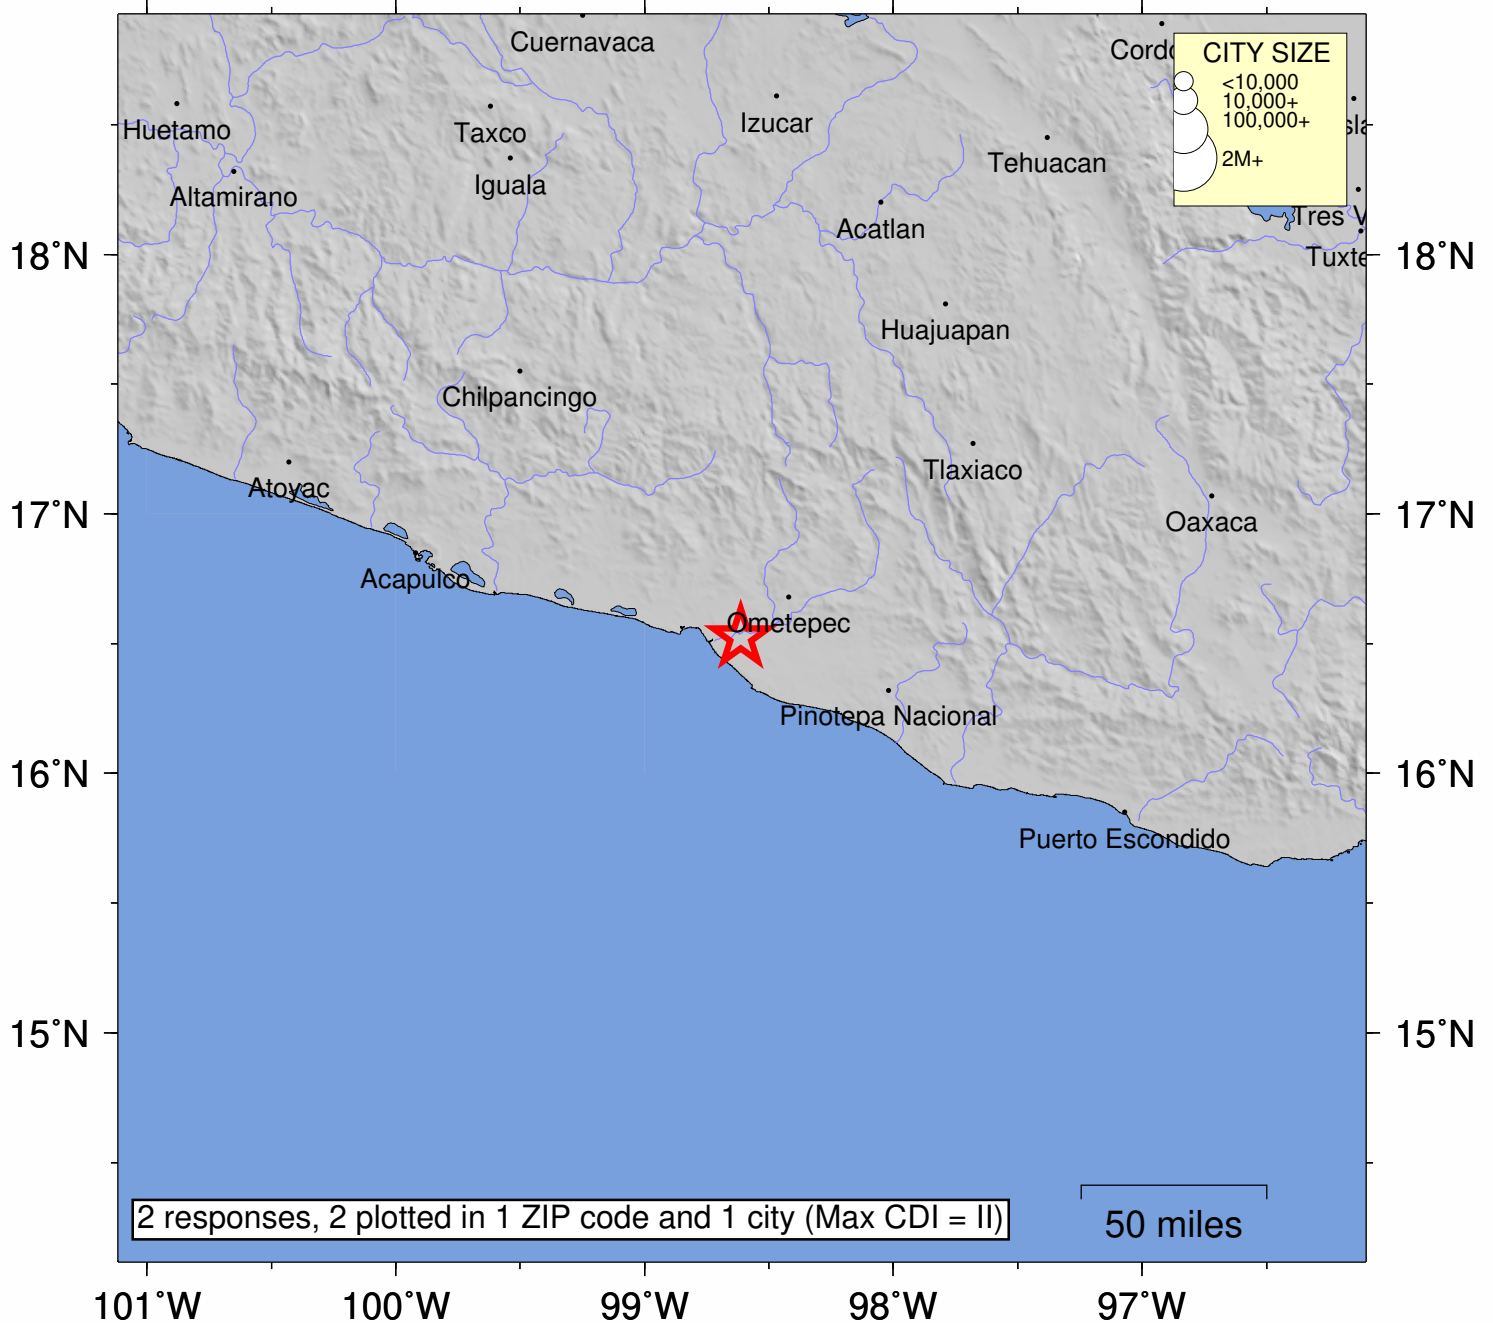 Cuernavaca
CITY SIZE
<10,000
10,000+
100,000+
2M+
Huetamo
Taxco
Izucar
Tehuacan
Iguala
Altamirano
Acatlan
Tres V
18°N
18°N
Huajuapan
Chilpancingo
Tlaxiaco
Atoyac
17°N
17°N
Oaxaca
Acapulco
Ometepec
Pinotepa Nacional
16°N
16°N
Puerto Escondido
15°N
15°N
2 responses, 2 plotted in 1 ZIP code and 1 city (Max CDI = II)
50 miles
101°W
100°W
99°W
98°W
97°W